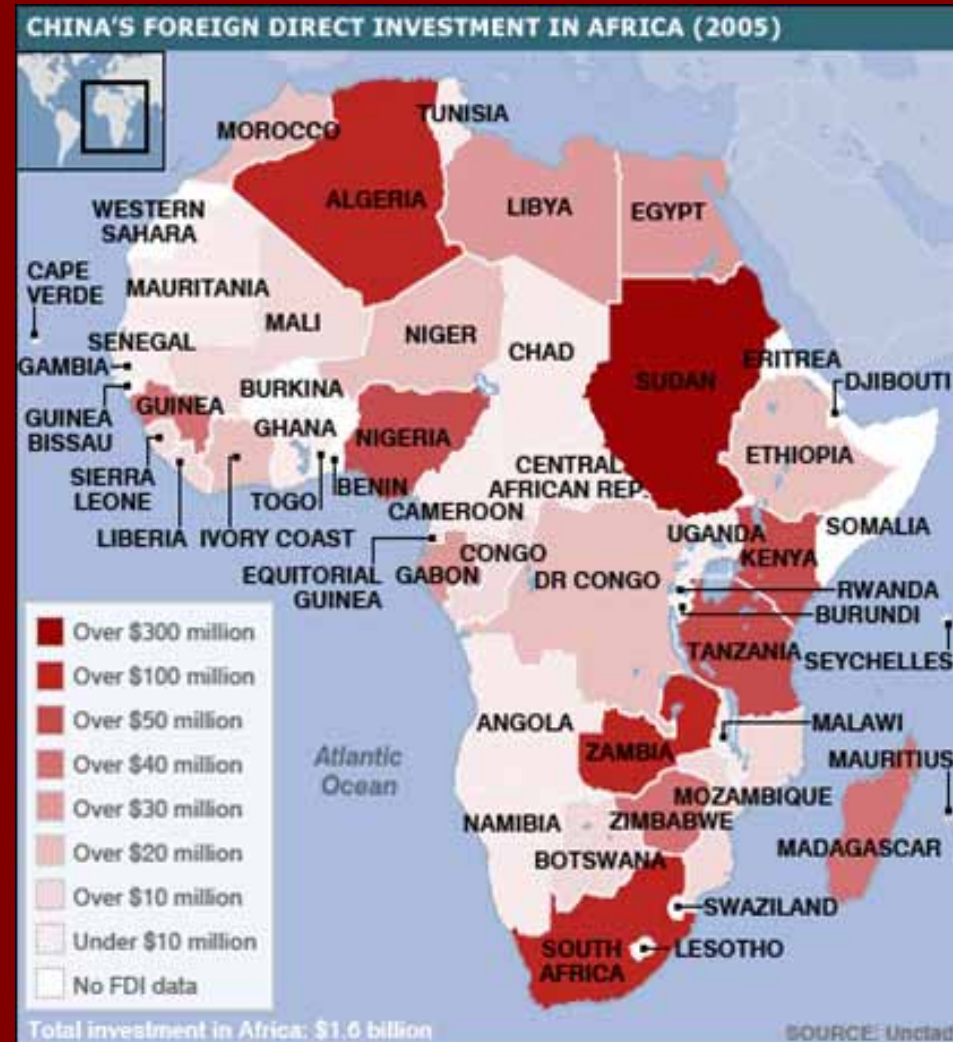 CHINA'S FOREIGN DIRECT INVESTMENT IN AFRICA (2005)
TUNISIA
MOROCCO
ALGERIA
LIBYA
EGYPT
WESTERN
SAHARA
CAPE
VERDE
MAURITANIA
MALI
NIGER
CHAD
SUDAN
ERITREA
DJIBOUTI
SENEGAL
GAMBIA
GUINEA
BISSAU
GUINEA
BURKINA
GHANA
NIGERIA
ETHIOPIA
SIERRA
LEONE
TOGO
BENIN
CENTRAL
AFRICAN REP.
CAMEROON
LIBERIA
IVORY COAST
UGANDA
SOMALIA
KENYA
EQUITORIAL
GUINEA
GABON
CONGO
DR CONGO
RWANDA
BURUNDI
TANZANIA
SEYCHELLES
ANGOLA
MALAWI
ZAMBIA
MAURITIUS
Atlantic
Ocean
MOZAMBIQUE
NAMIBIA
ZIMBABWE
MADAGASCAR
BOTSWANA
SWAZILAND
SOUTH
AFRICA
LESOTHO
Over $300 million
Over $100 million
Over $50 million
Over $40 million
Over $30 million
Over $20 million
Over $10 million
Under $10 million
No FDI data
Total investment in Africa: $1.6 billion
SOURCE: Unctad